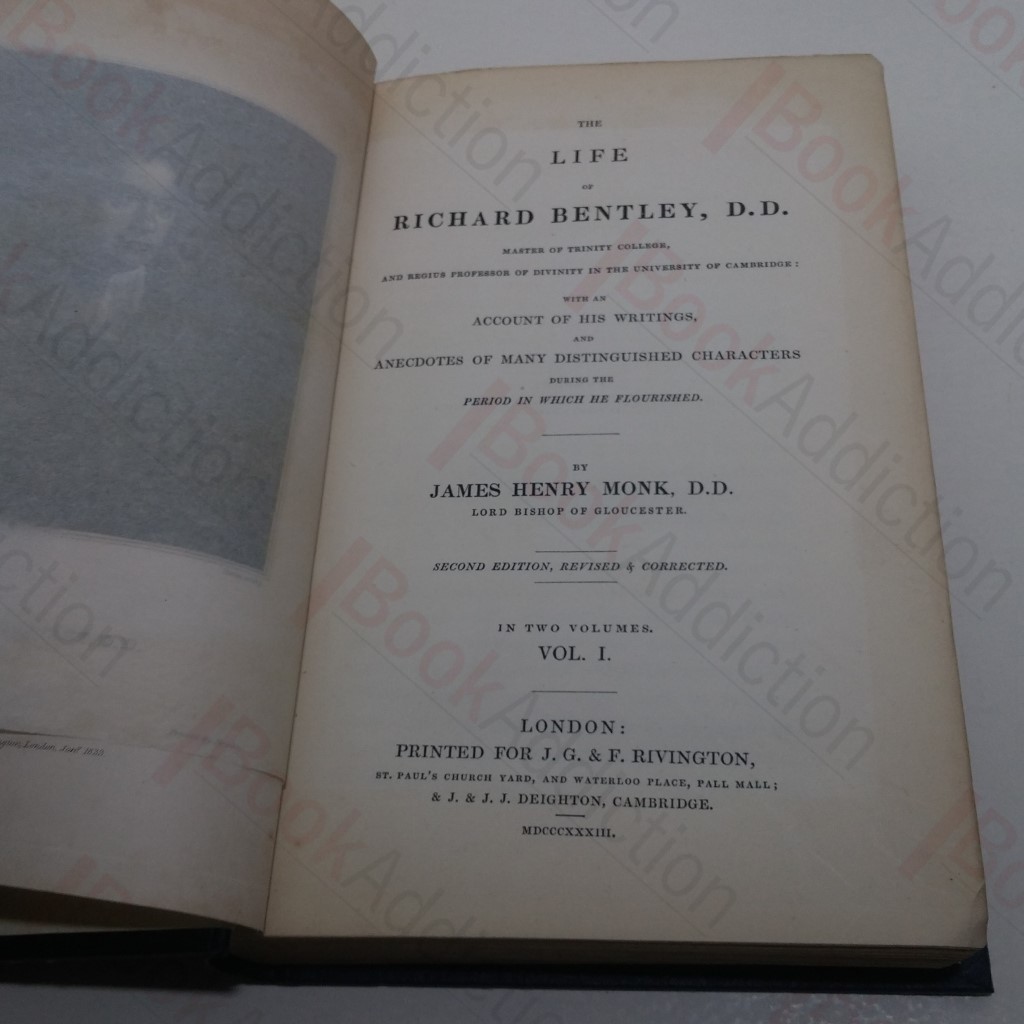 THE
LIFE
OF
RICHARD BENTLEY, D.D.
MASTER OF TRINITY COLLEGE,
AND REGIUS PROFESSOR OF DIVINITY IN THE UNIVERSITY OF CAMBRIDGE:
WITH AN
ACCOUNT OF HIS WRITINGS,
AND
ANECDOTES OF MANY DISTINGUISHED CHARACTERS
DURING THE
PERIOD IN WHICH HE FLOURISHED.
BY
JAMES HENRY MONK, D.D.
LORD BISHOP OF GLOUCESTER.
SECOND EDITION, REVISED & CORRECTED.
IN TWO VOLUMES.
VOL. I.
LONDON:
PRINTED FOR J. G. & F. RIVINGTON,
ST. PAUL'S CHURCH YARD, AND WATERLOO PLACE, PALL MALL;
& J. & J. J. DEIGHTON, CAMBRIDGE.
MDCCCXXXIII.
London,
BookAddiction